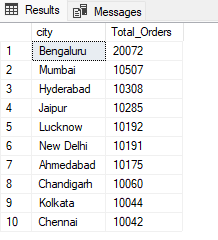 Results Messages
city Total_Orders
1 Bengaluru 20072
2 Mumbai 10507
3 Hyderabad 10308
4 Jaipur 10285
5 Lucknow 10192
6 New Delhi 10191
7 Ahmedabad 10175
8 Chandigarh 10060
9 Kolkata 10044
10 Chennai 10042